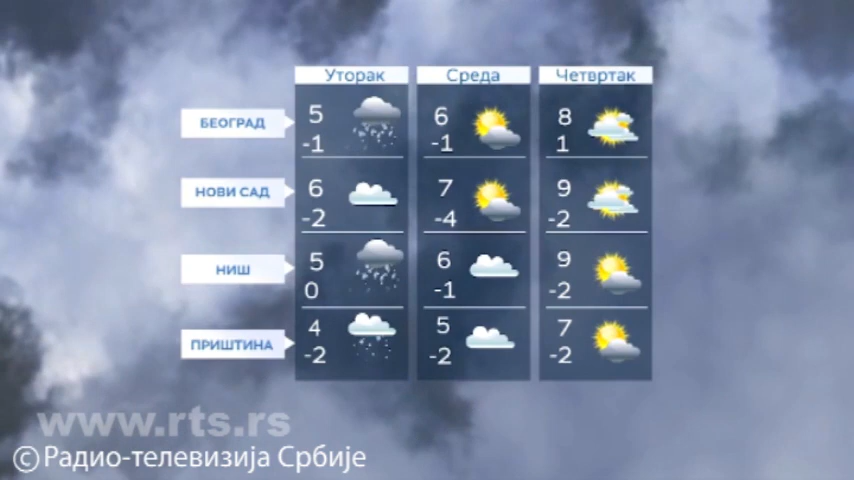 Уторак Среда Четвртак
БЕОГРАД 5 6 8
-1 -1 1
НОВИ САД 6 7 9
-2 -4 -2
НИШ 5 6 9
0 -1 -2
ПРИШТИНА 4 5 7
-2 -2 -2
www.rts.rs
©Радио-телевизија Србије